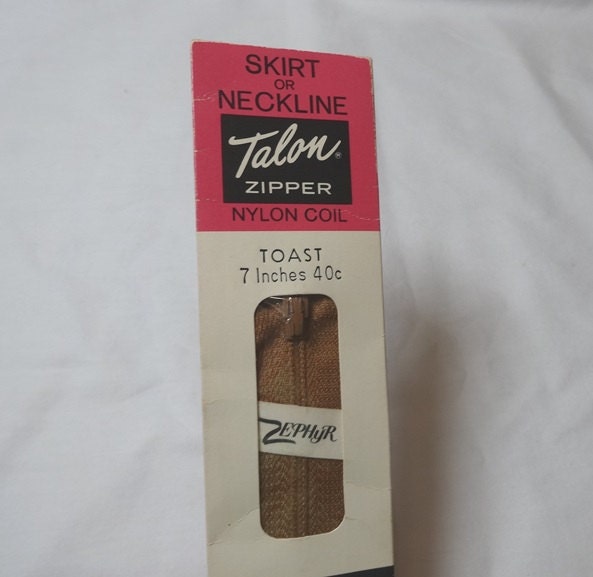 SKIRT
OR
NECKLINE
Talon®
ZIPPER
NYLON COIL
TOAST
7 Inches 40c
ZEPHyR